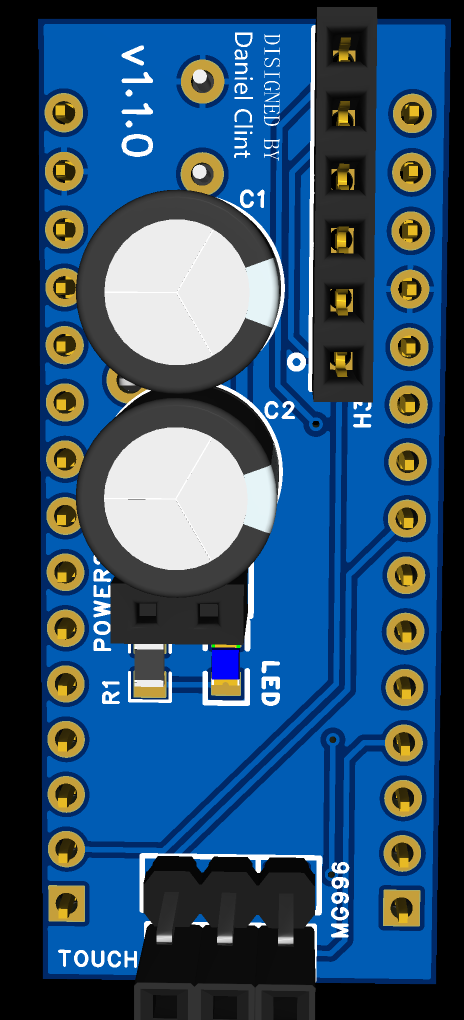 v1.1.0
DISIGNED BY
Daniel Clint
C1
C2
POWER
R1
LED
MG996
TOUCH